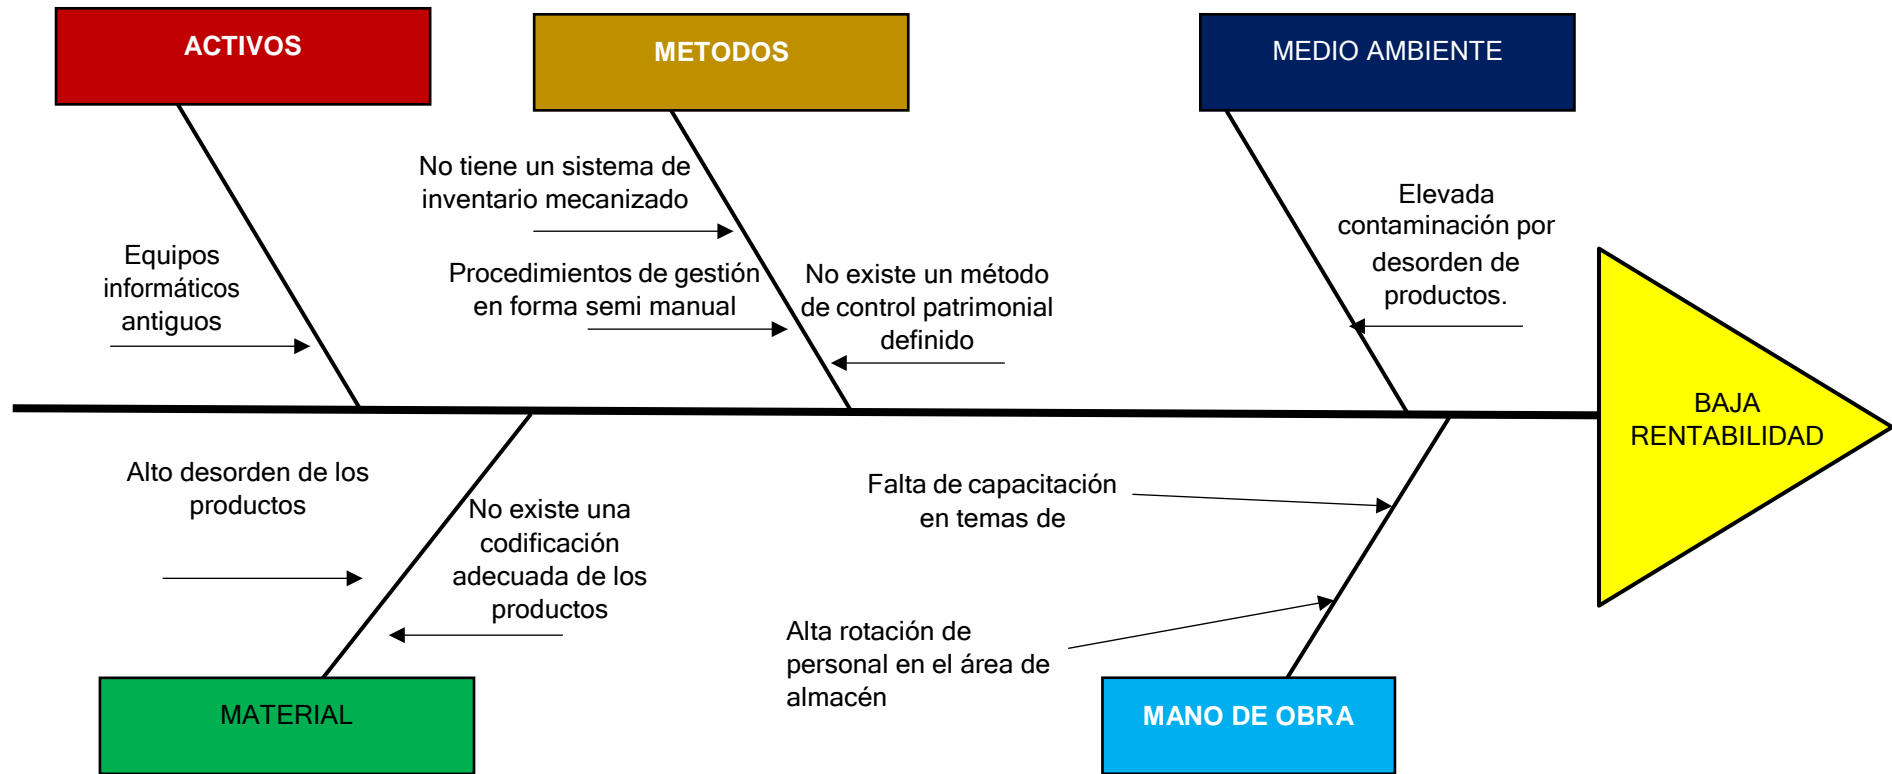 ACTIVOS
METODOS
MEDIO AMBIENTE
No tiene un sistema de
inventario mecanizado
Elevada
contaminación por
desorden de
productos.
Equipos
informáticos
antiguos
Procedimientos de gestión
en forma semi manual
No existe un método
de control patrimonial
definido
BAJA
RENTABILIDAD
Alto desorden de los
productos
No existe una
codificación
adecuada de los
productos
Falta de capacitación
en temas de
Alta rotación de
personal en el área de
almacén
MATERIAL
MANO DE OBRA